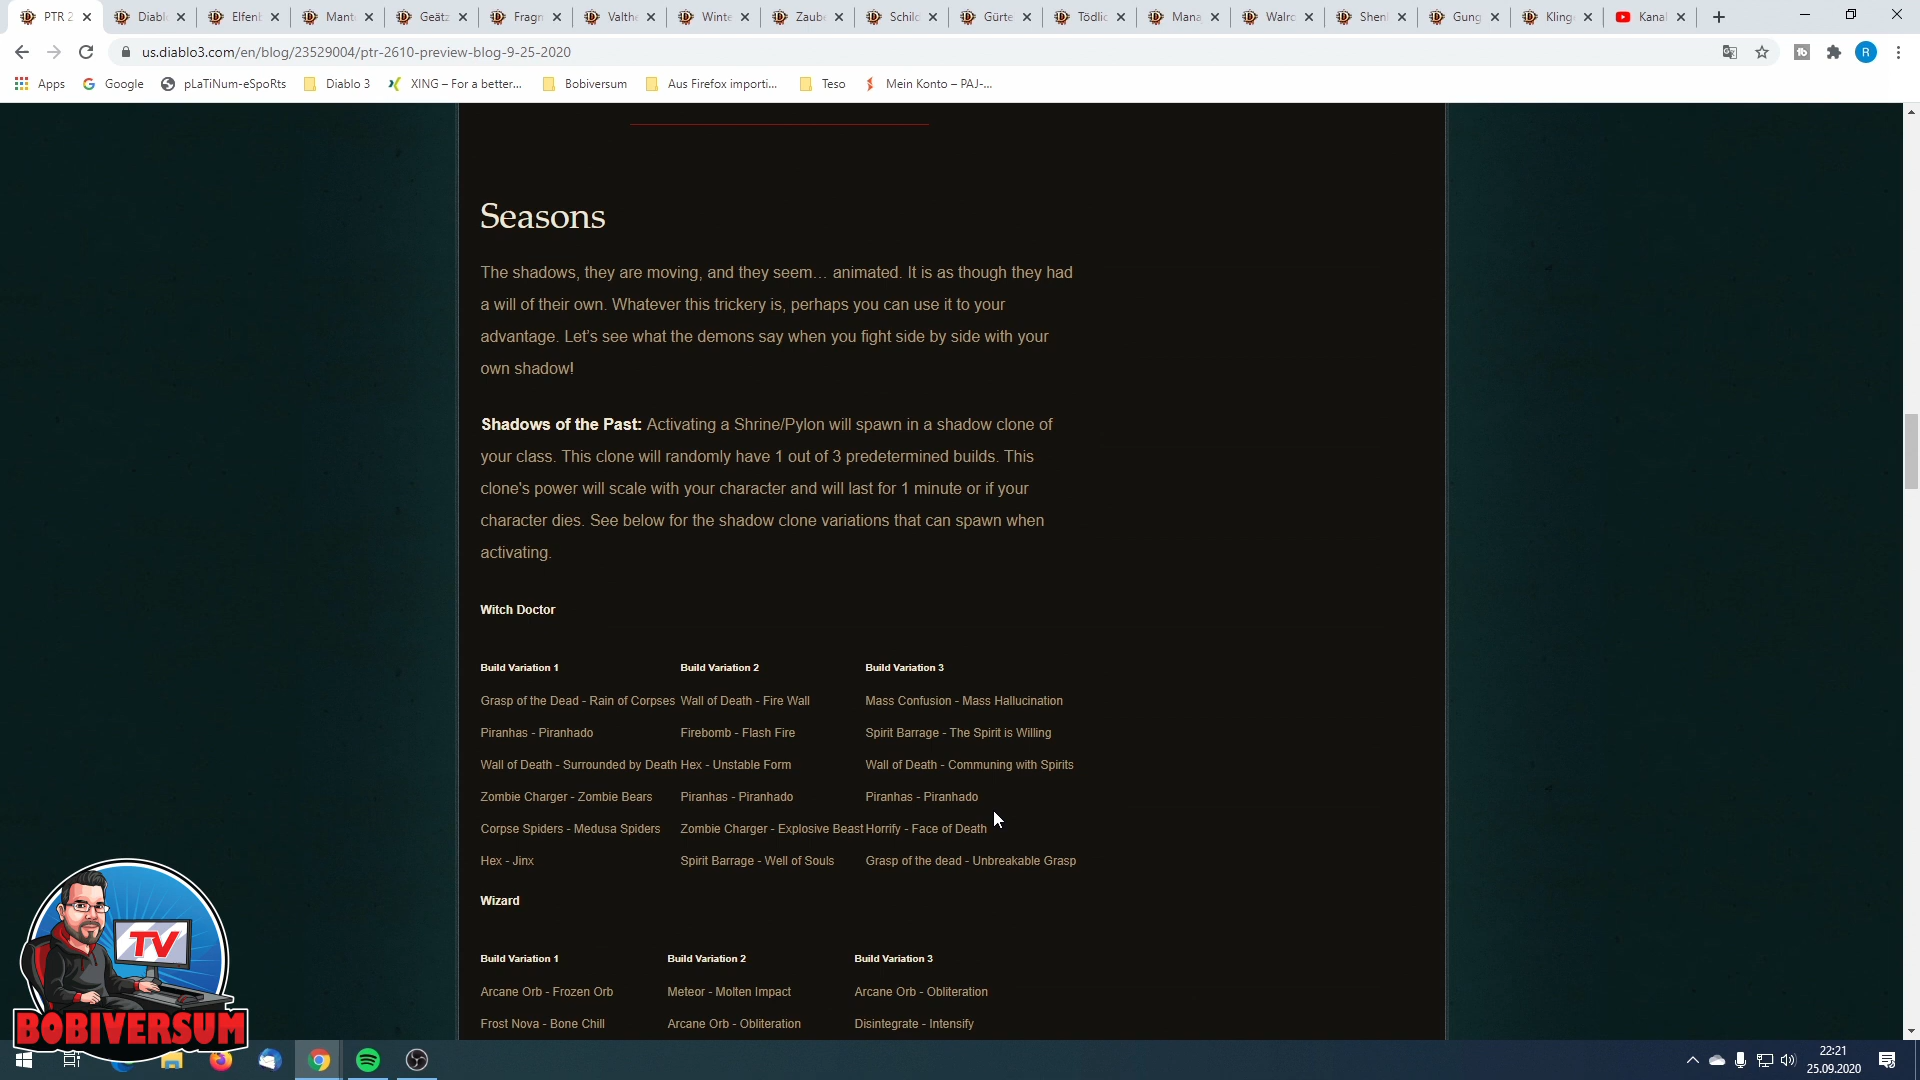 PTR 2
Diabl
Elfen
Mant
Geätz
Fragn
Valthe
Winte
Zaub
Schil
Gürte
Tödlic
Mana
Walro
Shen
Gung
Kling
Kanal
us.diablo3.com/en/blog/23529004/ptr-2610-preview-blog-9-25-2020
R
Apps Google pLaTiNum-eSpoRts Diablo 3 XING – For a better... Bobiversum Aus Firefox importi... Teso Mein Konto – PAJ-...
Seasons
The shadows, they are moving, and they seem… animated. It is as though they had
a will of their own. Whatever this trickery is, perhaps you can use it to your
advantage. Let's see what the demons say when you fight side by side with your
own shadow!
Shadows of the Past: Activating a Shrine/Pylon will spawn in a shadow clone of
your class. This clone will randomly have 1 out of 3 predetermined builds. This
clone's power will scale with your character and will last for 1 minute or if your
character dies. See below for the shadow clone variations that can spawn when
activating.
Witch Doctor
Build Variation 1 Build Variation 2 Build Variation 3
Grasp of the Dead - Rain of Corpses Wall of Death - Fire Wall Mass Confusion - Mass Hallucination
Piranhas - Piranhado Firebomb - Flash Fire Spirit Barrage - The Spirit is Willing
Wall of Death - Surrounded by Death Hex - Unstable Form Wall of Death - Communing with Spirits
Zombie Charger - Zombie Bears Piranhas - Piranhado Piranhas - Piranhado
Corpse Spiders - Medusa Spiders Zombie Charger - Explosive Beast Horrify - Face of Death
Hex - Jinx Spirit Barrage - Well of Souls Grasp of the dead - Unbreakable Grasp
Wizard
Build Variation 1 Build Variation 2 Build Variation 3
Arcane Orb - Frozen Orb Meteor - Molten Impact Arcane Orb - Obliteration
Frost Nova - Bone Chill Arcane Orb - Obliteration Disintegrate - Intensify
TV
BOBIVERSUM
22:21
25.09.2020